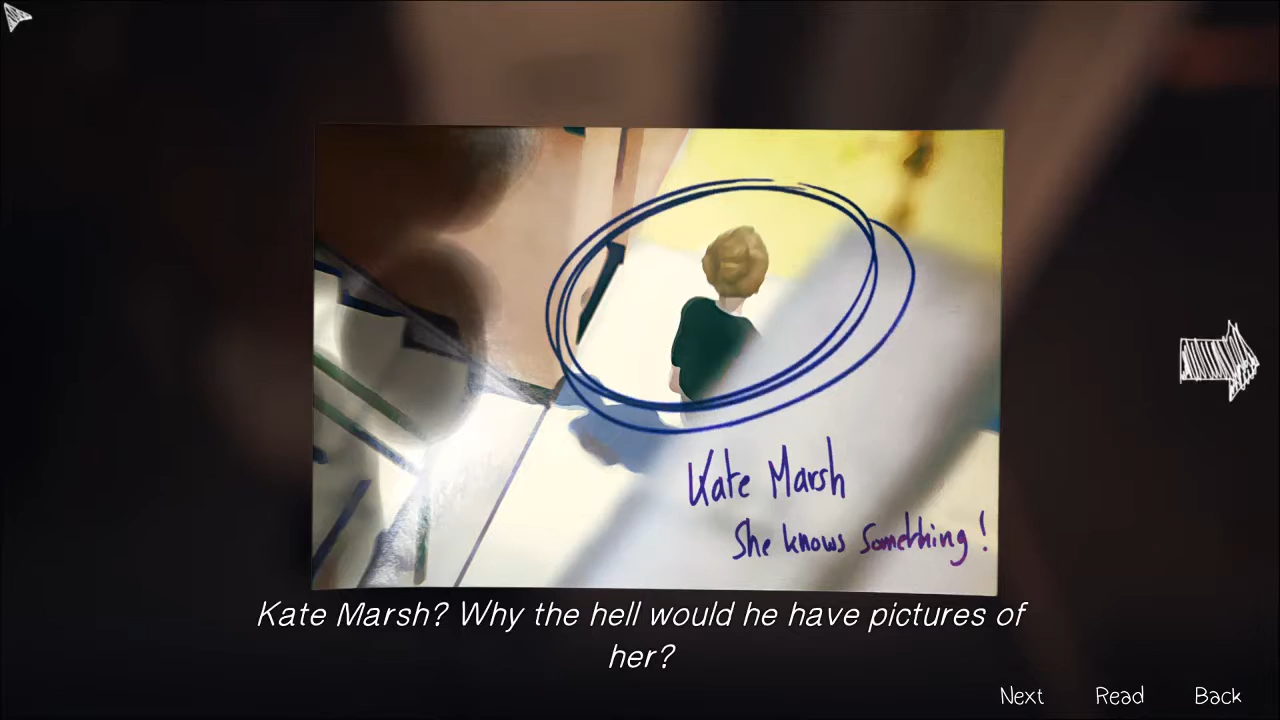 Kate Marsh
She knows something!
Kate Marsh? Why the hell would he have pictures of
her?
Next Read Back